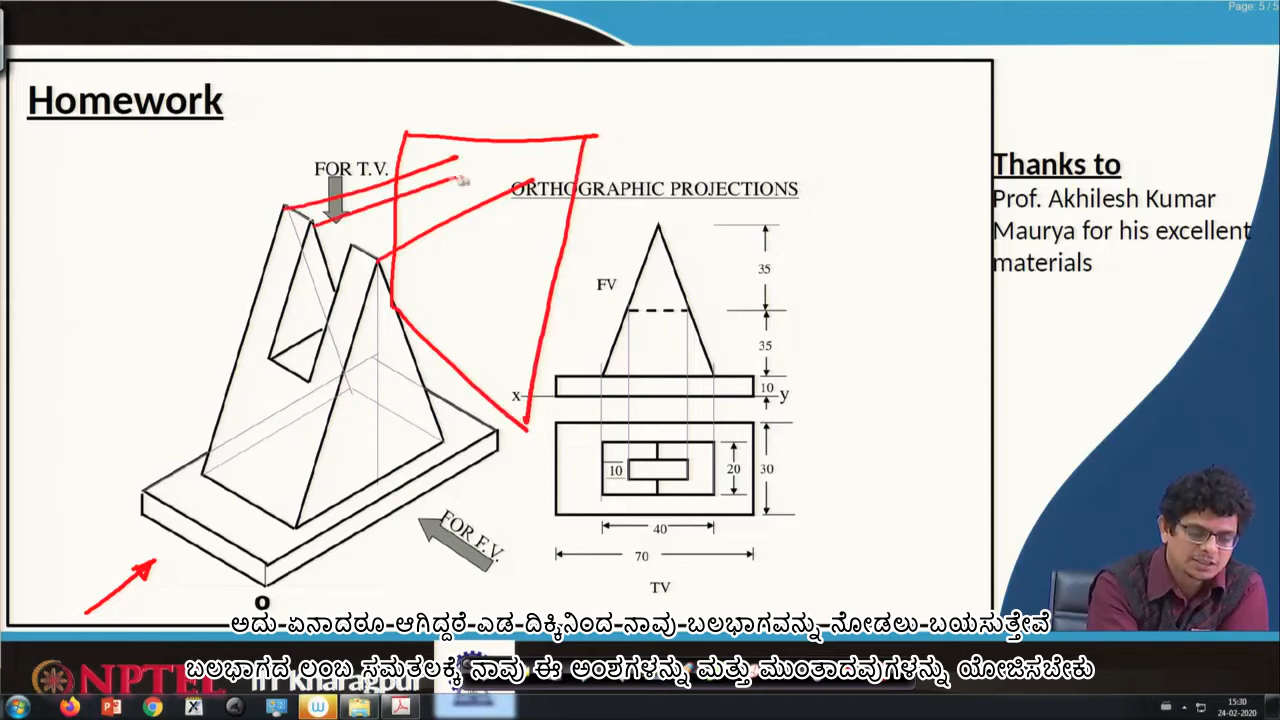 Page: 5 / 5
Homework
FOR T.V.
ORTHOGRAPHIC PROJECTIONS
Thanks to
Prof. Akhilesh Kumar
Maurya for his excellent
materials
FV
35
35
10
x
y
10
20
30
40
70
TV
FOR F.V.
O
ಅದು-ಏನಾದರೂ-ಆಗಿದ್ದರೆ-ಎಡ-ದಿಕ್ಕಿನಿಂದ-ನಾವು-ಬಲಭಾಗವನ್ನು-ನೋಡಲು-ಬಯಸುತ್ತೇವೆ
ಬಲಭಾಗದ ಲಂಬ ಸಮತಲಕ್ಕೆ ನಾವು ಈ ಅಂಶಗಳನ್ನು ಮತ್ತು ಮುಂತಾದವುಗಳನ್ನು ಯೋಜಿಸಬೇಕು
NPTEL IIT Kharagpur
15:30
24-02-2020